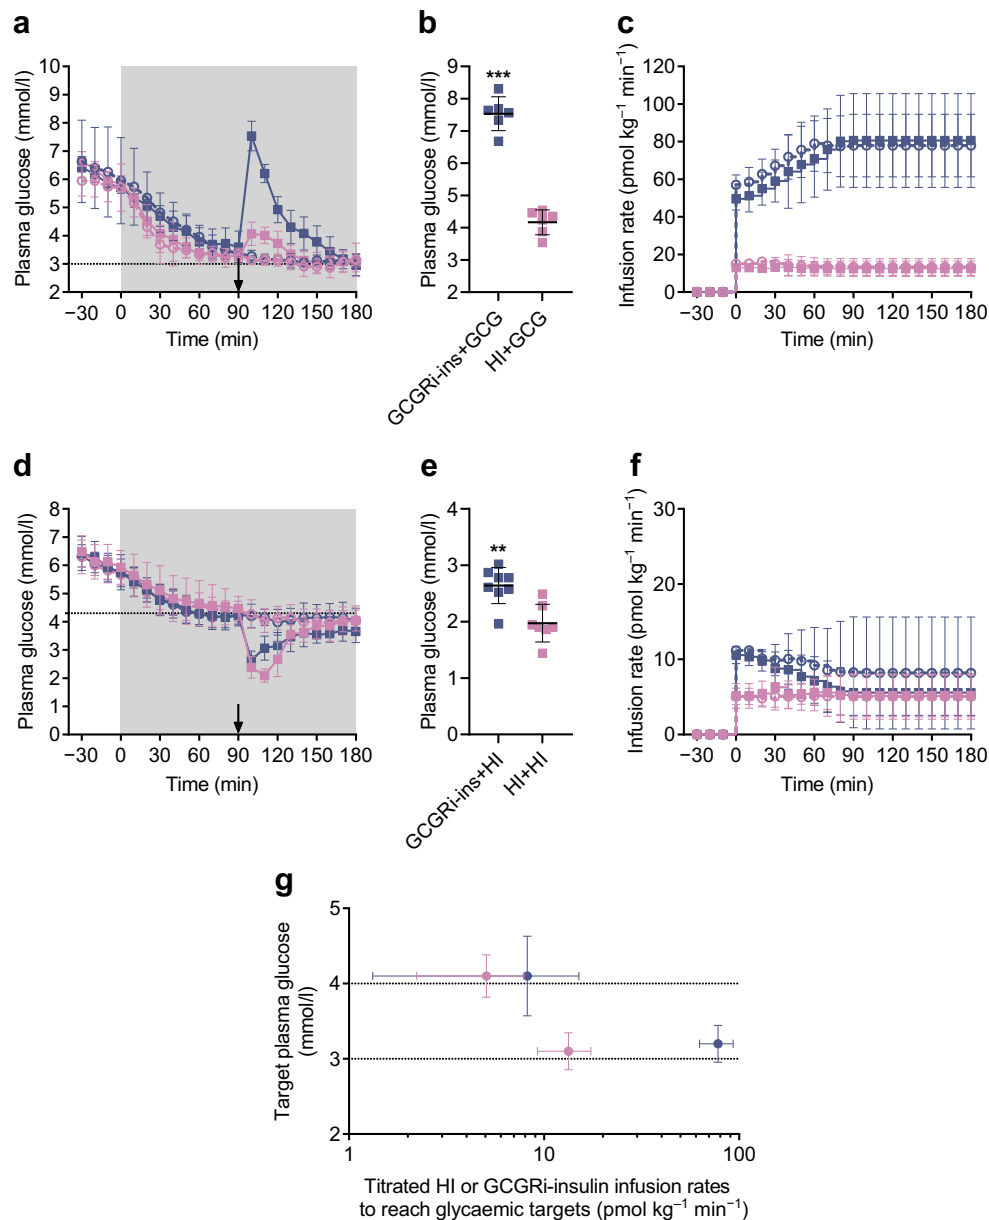 a
Plasma glucose (mmol/l)
10
9
8
7
6
5
4
3
2
−30 0 30 60 90 120 150 180
Time (min)
b
Plasma glucose (mmol/l)
9
8
7
6
5
4
3
2
***
GCGRi-ins+GCG
HI+GCG
c
Infusion rate (pmol kg⁻¹ min⁻¹)
120
100
80
60
40
20
0
−30 0 30 60 90 120 150 180
Time (min)
d
Plasma glucose (mmol/l)
8
7
6
5
4
3
2
1
0
−30 0 30 60 90 120 150 180
Time (min)
e
Plasma glucose (mmol/l)
4
3
2
1
0
**
GCGRi-ins+HI
HI+HI
f
Infusion rate (pmol kg⁻¹ min⁻¹)
30
20
10
0
−30 0 30 60 90 120 150 180
Time (min)
g
Target plasma glucose
(mmol/l)
5
4
3
2
1 10 100
Titrated HI or GCGRi-insulin infusion rates
to reach glycaemic targets (pmol kg⁻¹ min⁻¹)